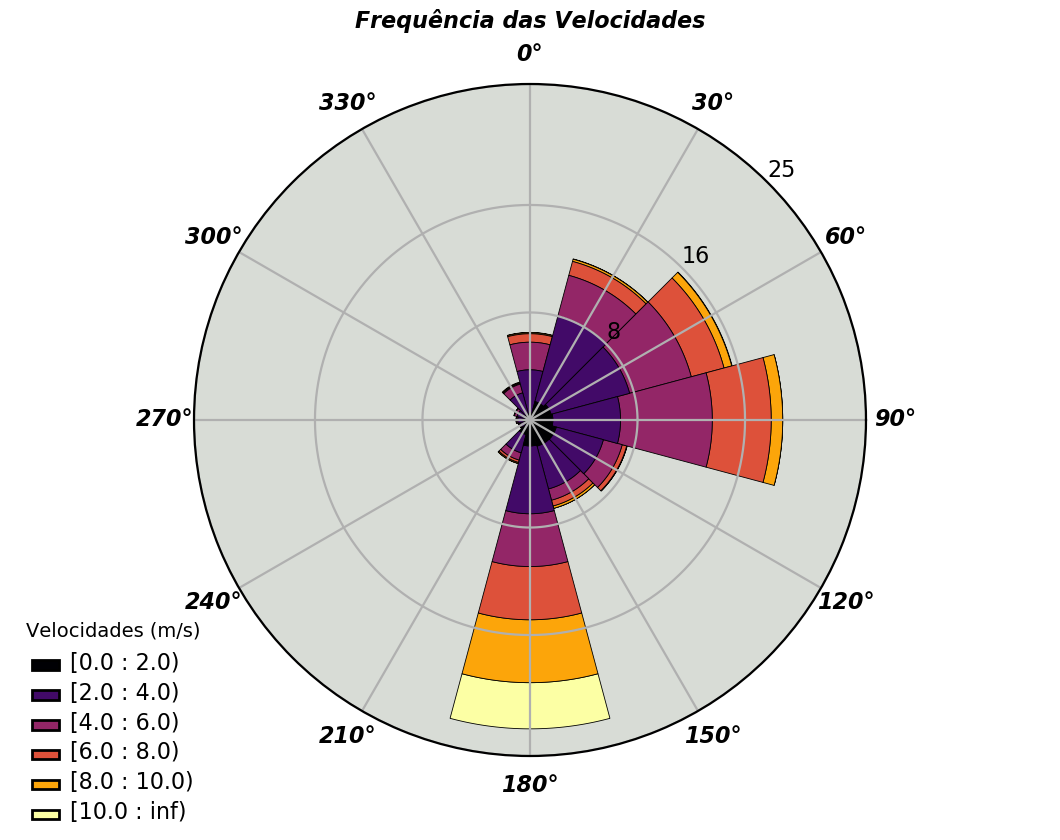 Frequência das Velocidades
0°
330°
30°
25
300°
60°
16
8
270°
90°
240°
120°
210°
150°
180°
Velocidades (m/s)
[0.0 : 2.0)
[2.0 : 4.0)
[4.0 : 6.0)
[6.0 : 8.0)
[8.0 : 10.0)
[10.0 : inf)